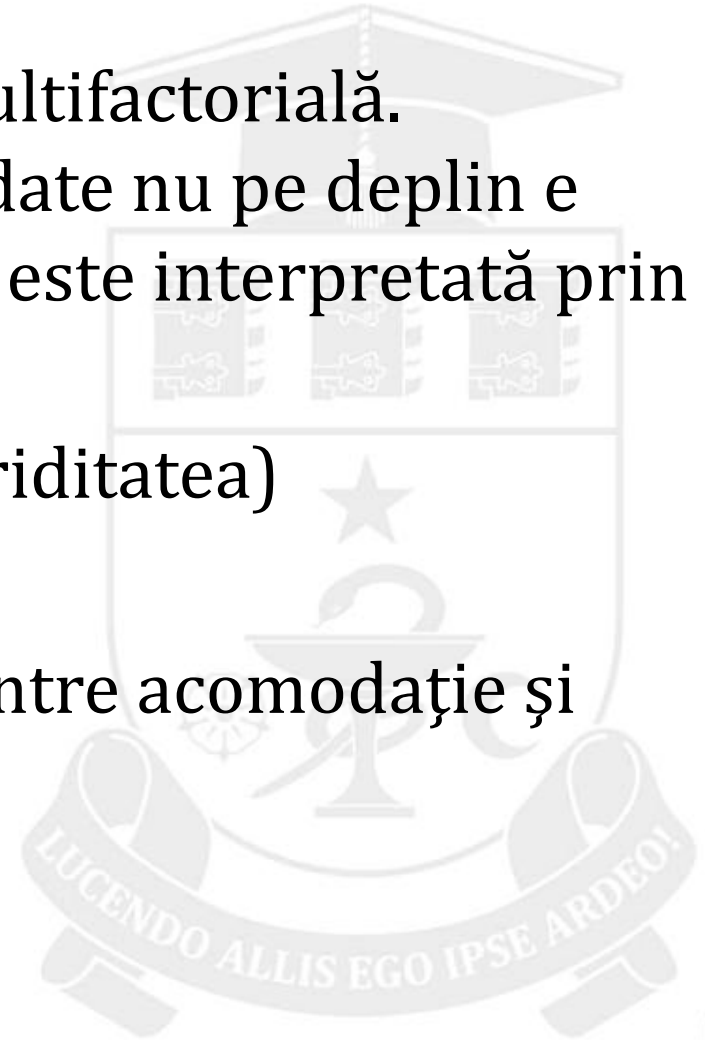 ultifactorială.
date nu pe deplin e
este interpretată prin
riditatea)
ntre acomodaţie şi
LUCENDO ALLIS EGO IPSE ARDEO!